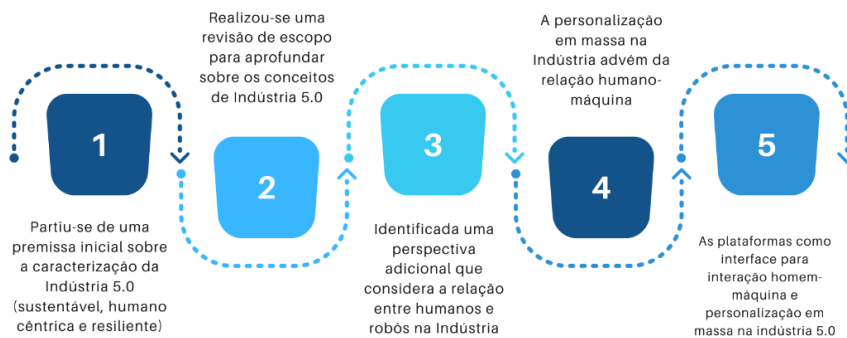 1
Partiu-se de uma
premissa inicial sobre
a caracterização da
Indústria 5.0
(sustentável, humano
cêntrica e resiliente)
Realizou-se uma
revisão de escopo
para aprofundar
sobre os conceitos
de Indústria 5.0
2
3
Identificada uma
perspectiva
adicional que
considera a relação
entre humanos e
robôs na Indústria
A personalização
em massa na
Indústria advém da
relação humano-
máquina
4
5
As plataformas como
interface para
interação homem-
máquina e
personalização em
massa na indústria 5.0